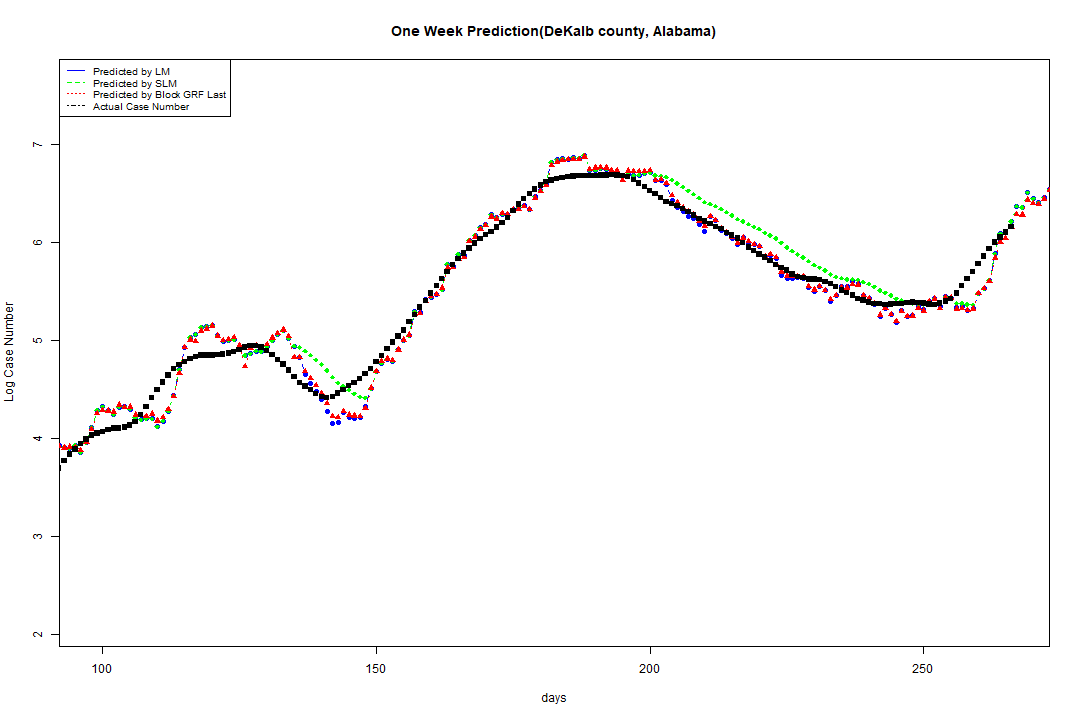 One Week Prediction(DeKalb county, Alabama)
Predicted by LM
Predicted by SLM
Predicted by Block GRF Last
Actual Case Number
7
6
5
4
3
2
Log Case Number
100 150 200 250
days